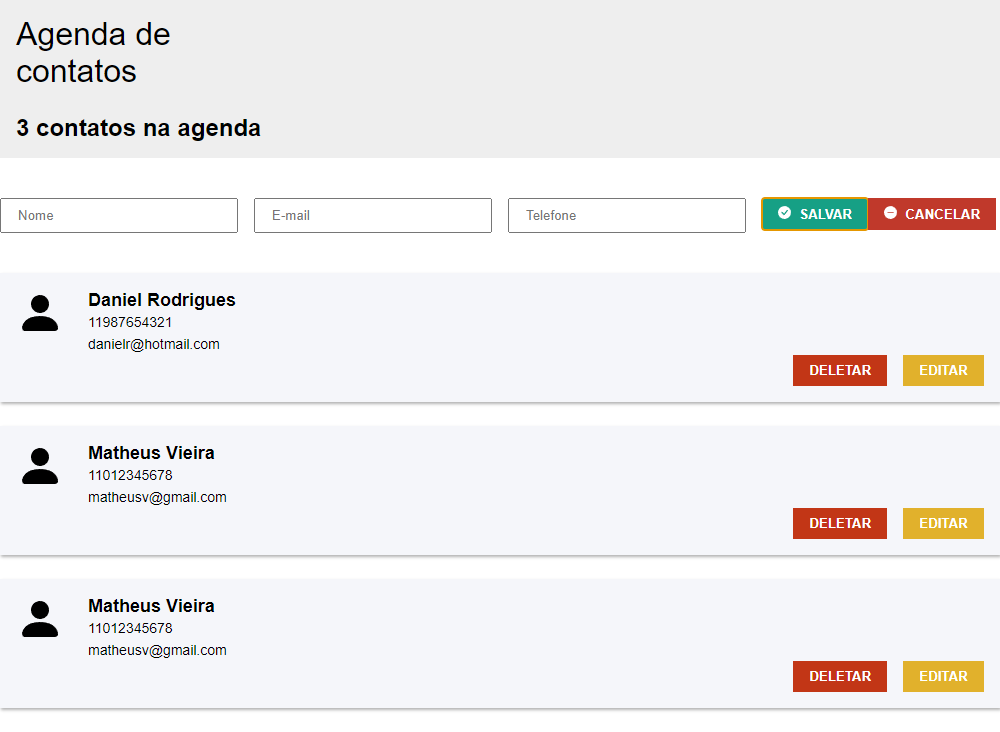 Agenda de
contatos
3 contatos na agenda
Nome E-mail Telefone SALVAR CANCELAR
Daniel Rodrigues
11987654321
danielr@hotmail.com
DELETAR EDITAR
Matheus Vieira
11012345678
matheusv@gmail.com
DELETAR EDITAR
Matheus Vieira
11012345678
matheusv@gmail.com
DELETAR EDITAR